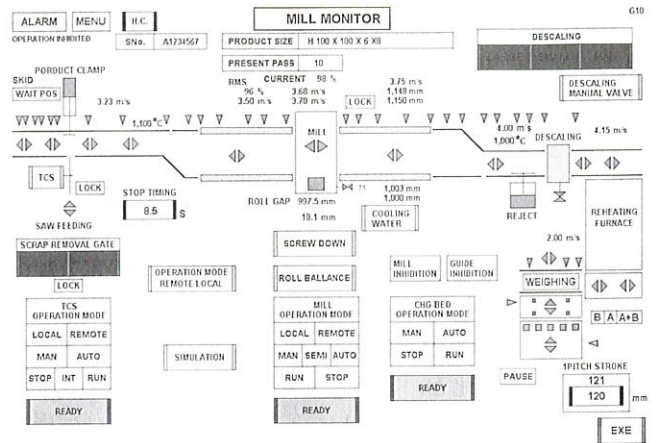 ALARM MENU H.C. MILL MONITOR G10
OPERATION INHIBITED
SNo. A1234567
PRODUCT SIZE H 100 X 100 X 6 X8
PRESENT PASS 10
DESCALING
DESCALING
MANUAL VALVE
PORDUCT CLAMP
SKID
WAIT POS
3.23 m/s
1,100 °C
RMS CURRENT 98 %
96 % 3.68 m/s
3.50 m/s 3.70 m/s
LOCK
3.75 m/s
1,148 mm
1,150 mm
MILL
4.00 m/s
1,000 °C
DESCALING
4.15 m/s
TCS
LOCK
STOP TIMING
8.5 S
SAW FEEDING
ROLL GAP 997.5 mm
10.1 mm
T1
1,003 mm
1,000 mm
COOLING
WATER
REJECT
REHEATING
FURNACE
2.00 m/s
SCRAP REMOVAL GATE
LOCK
OPERATION MODE
REMOTE LOCAL
SCREW DOWN
ROLL BALLANCE
MILL
INHIBITION
GUIDE
INHIBITION
WEIGHING
B A A+B
TCS
OPERATION MODE
LOCAL REMOTE
MAN AUTO
STOP INT RUN
READY
SIMULATION
MILL
OPERATION MODE
LOCAL REMOTE
MAN SEMI AUTO
RUN STOP
READY
CHG BED
OPERATION MODE
MAN AUTO
STOP RUN
READY
PAUSE
1PITCH STROKE
121
120 mm
EXE